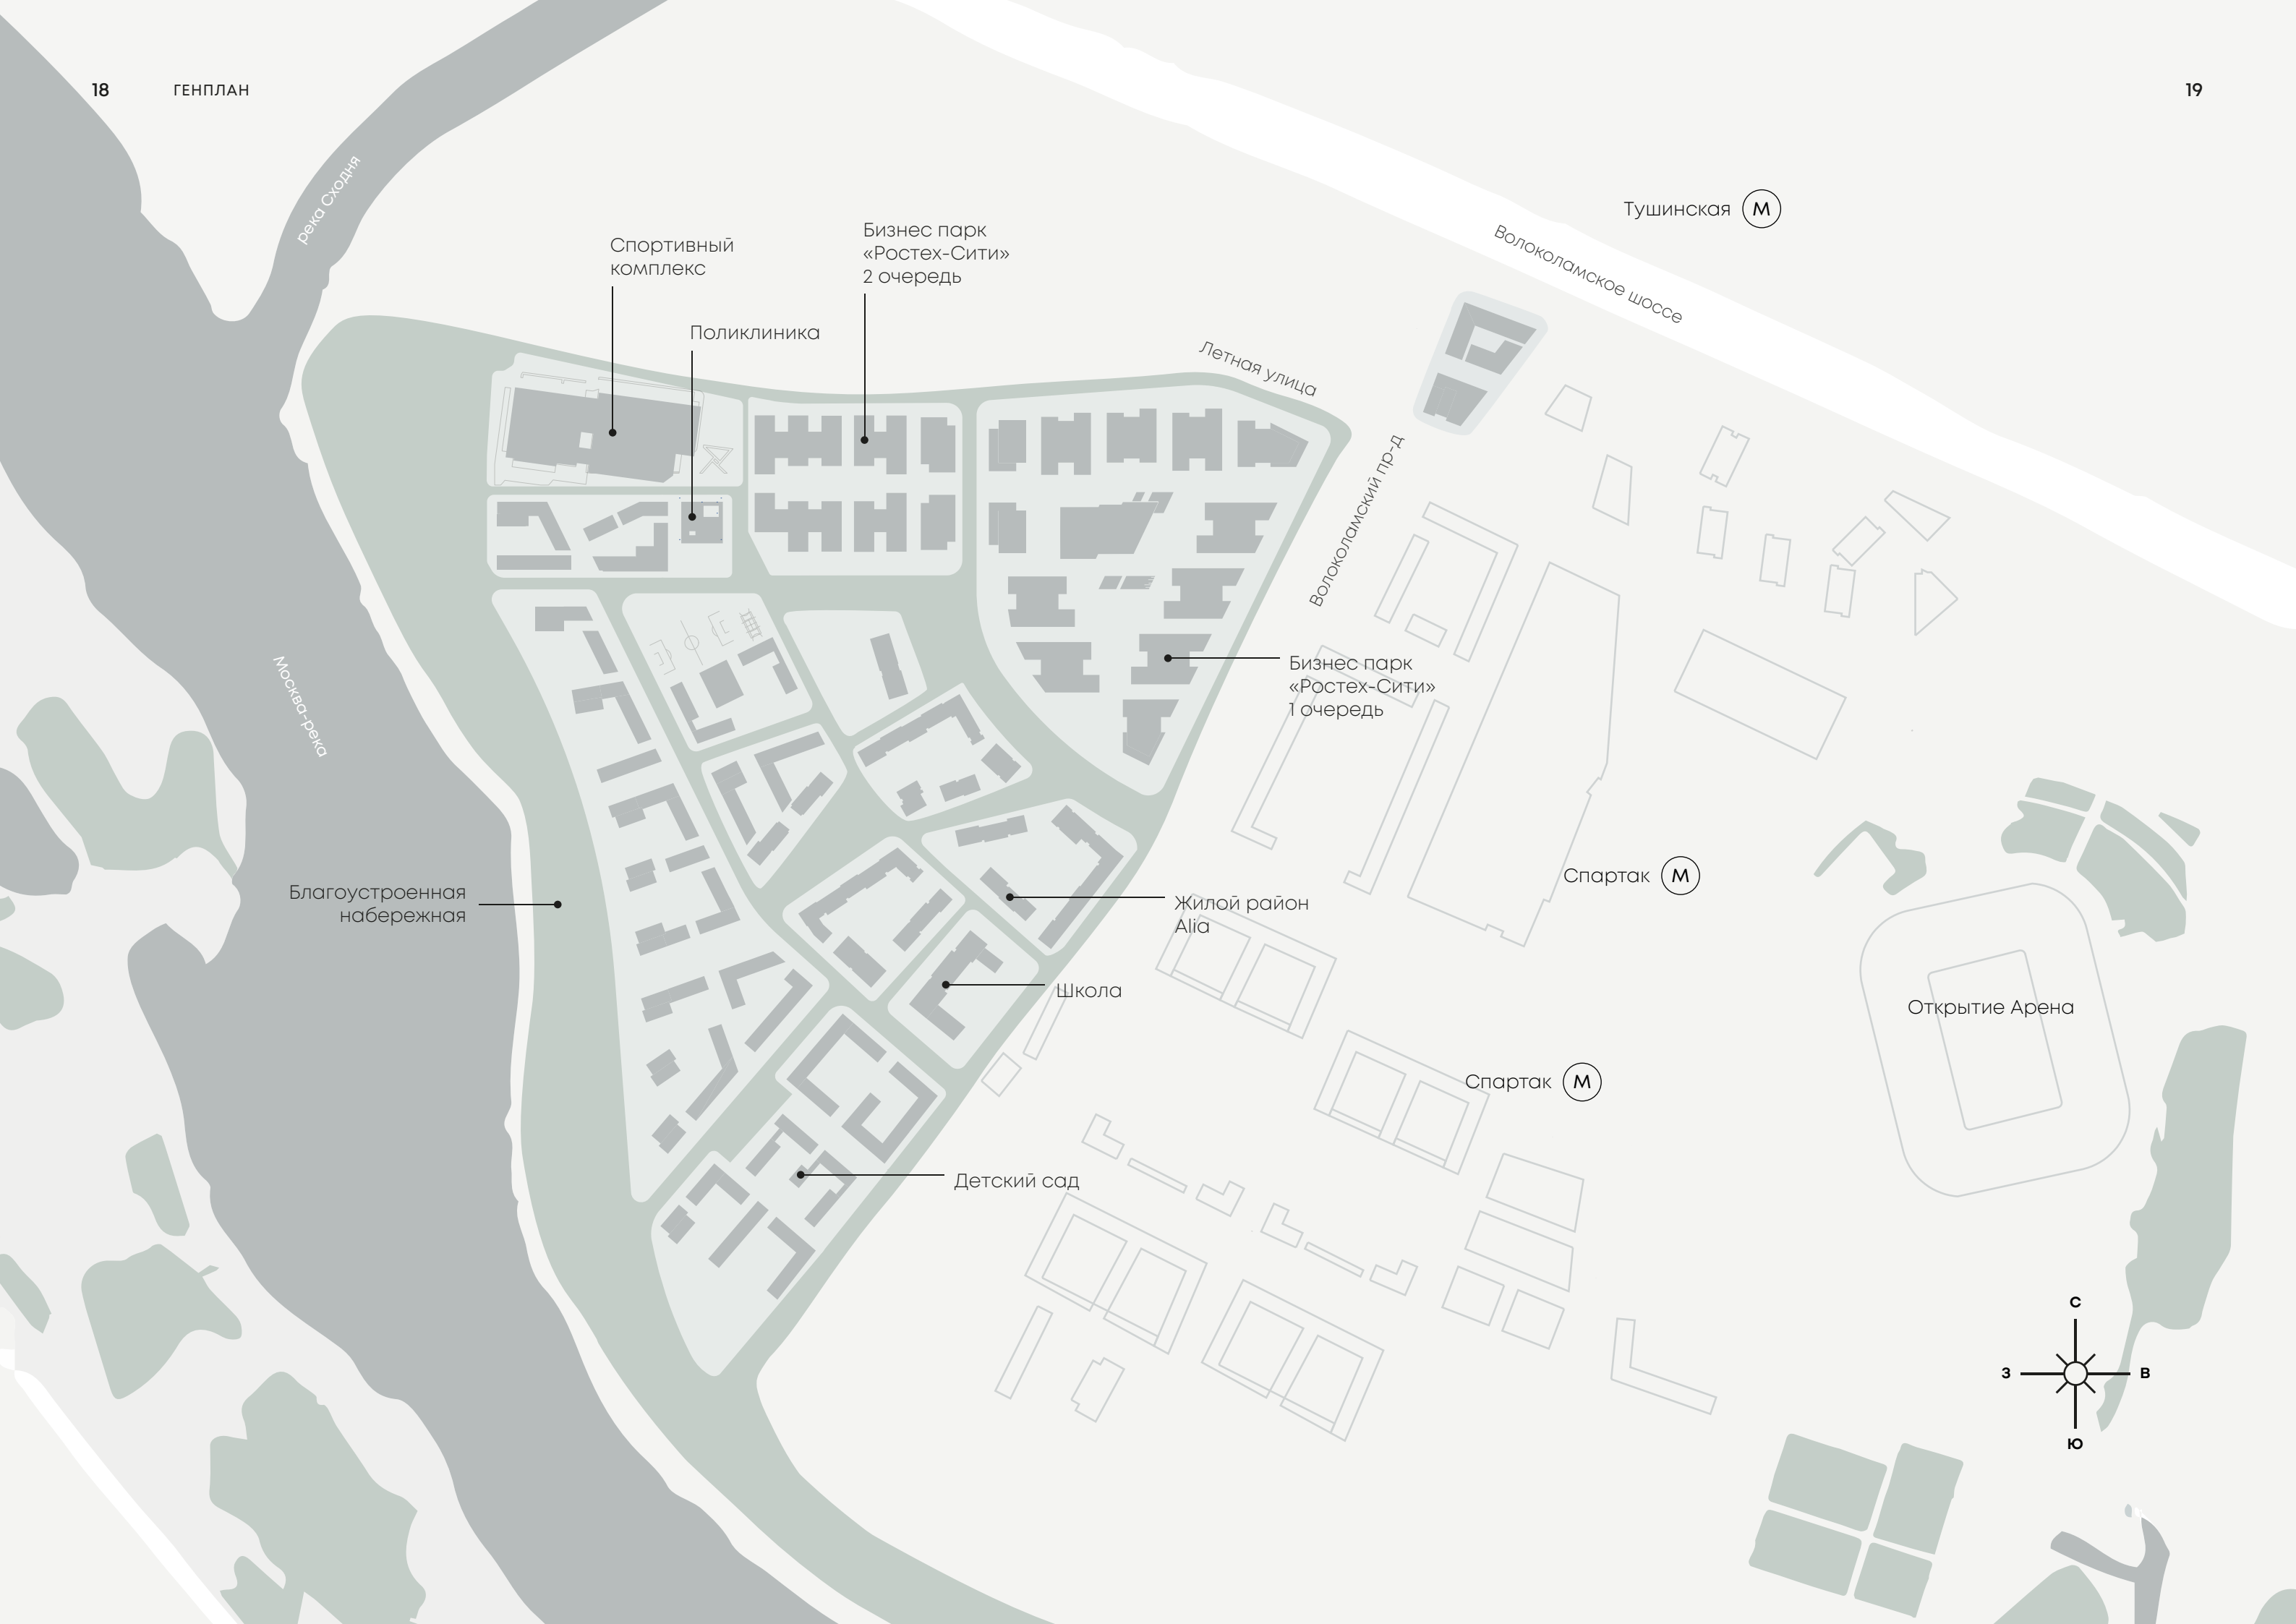 18
ГЕНПЛАН
19
река Сходня
Спортивный
комплекс
Бизнес парк
«Ростех-Сити»
2 очередь
Поликлиника
Тушинская
М
Волоколамское шоссе
Летная улица
Волоколамский пр-д
Москва-река
Бизнес парк
«Ростех-Сити»
1 очередь
Спартак
М
Благоустроенная
набережная
Жилой район
Alia
Школа
Открытие Арена
Спартак
М
Детский сад
С
З
В
Ю